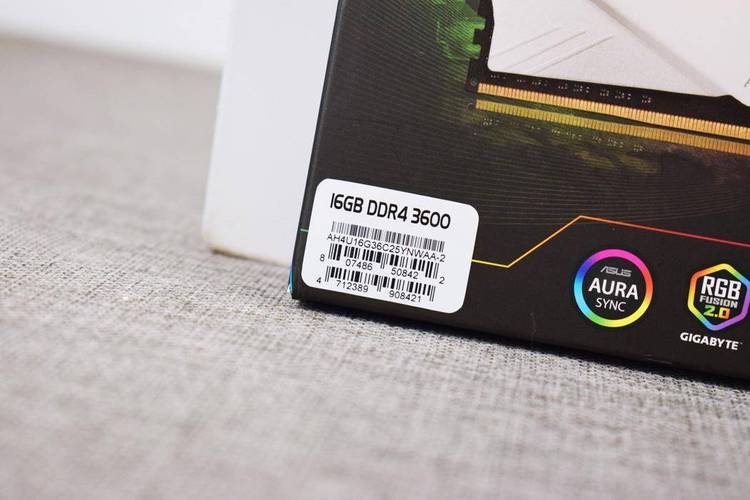 16GB DDR4 3600
AH4U16G36C25YNWAA-2
8 07486 50842 2
4 712389 908421
ASUS
AURA
SYNC
RGB
FUSION
2.0
GIGABYTE™